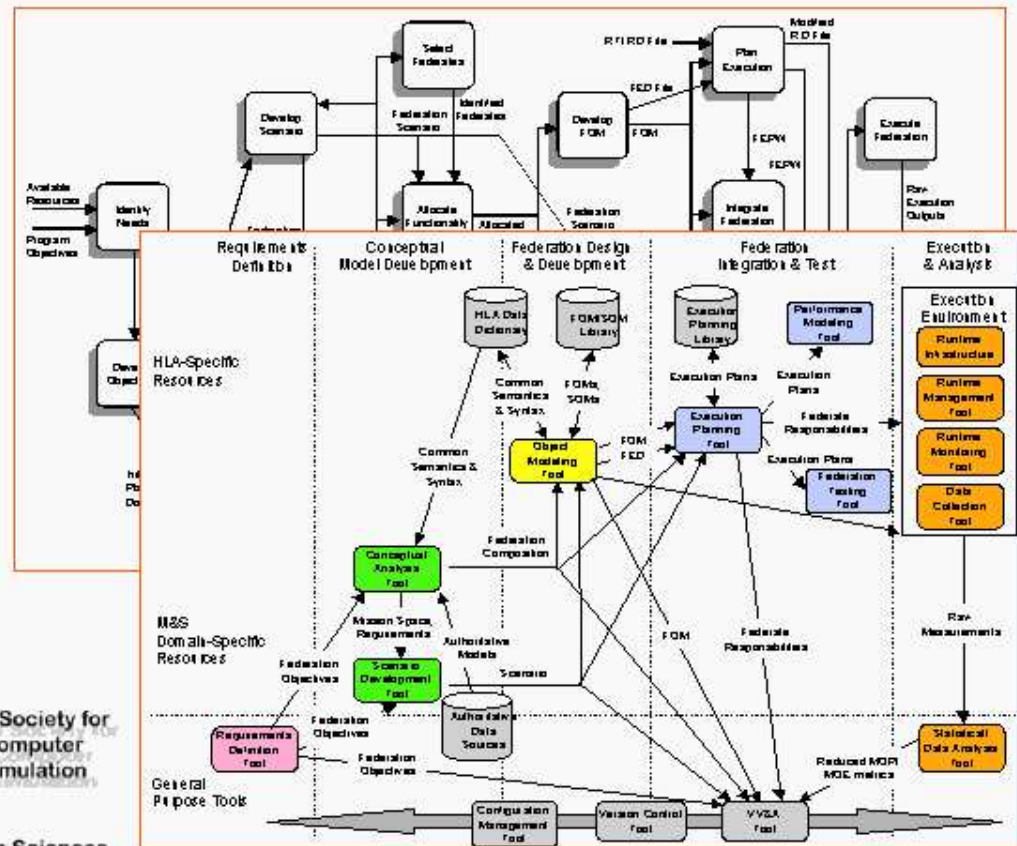 Select
Federates
RTI RID File
Plan
Execution
Modified
RID File
Develop
Scenario
Federation
Scenario
Identified
Federates
Develop
FOM
FED File
FOM
FEPW
FEPW
Execute
Federation
Available
Resources
Program
Objectives
Identify
Needs
Allocate
Functionality
Allocated
Federation
Scenario
Integrate
Federation
Raw
Execution
Outputs
Requirements
Definition
Conceptual
Model Development
Federation Design
& Development
Federation
Integration & Test
Execution
& Analysis
HLA-Specific
Resources
HLA Data
Dictionary
FOM/SOM
Library
Execution
Planning
Library
Performance
Modeling
Tool
Execution
Environment
Runtime
Infrastructure
Runtime
Management
Tool
Runtime
Monitoring
Tool
Data
Collection
Tool
Common
Semantics
& Syntax
FOMs,
SOMs
Execution Plans
Execution
Plans
Execution
Planning
Tool
Federate
Responsibilities
Object
Modeling
Tool
FOM
FED
Execution Plans
Federation
Testing
Tool
Common
Semantics &
Syntax
Federation
Composition
Conceptual
Analysis
Tool
M&S
Domain-Specific
Resources
Mission Space,
Requirements
Authoritative
Models
Federation
Objectives
Scenario
Development
Tool
Scenario
FOM
Federate
Responsibilities
Raw
Measurements
Authoritative
Data
Sources
Requirements
Definition
Tool
Federation
Objectives
Federation
Objectives
Statistical
Data Analysis
Tool
Reduced MOP/
MOE metrics
General
Purpose Tools
Configuration
Management
Tool
Version Control
Tool
VV&A
Tool
Society for